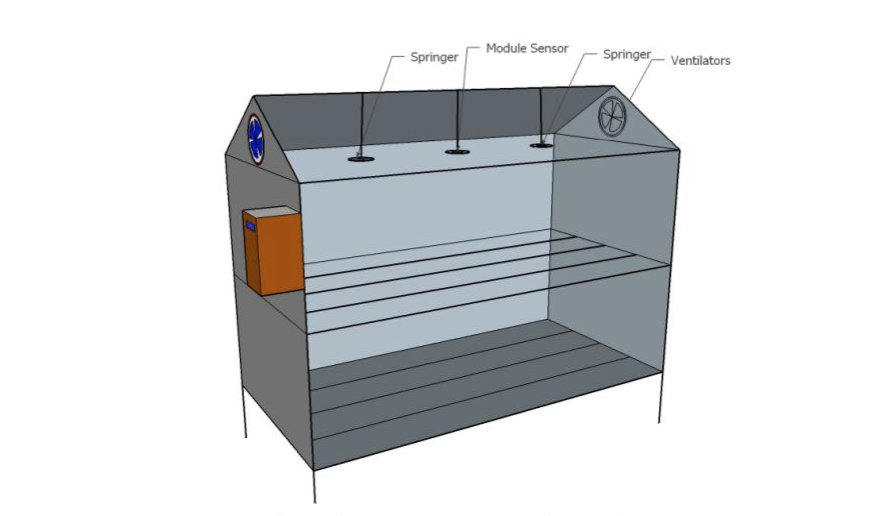 Springer
Module Sensor
Springer
Ventilators